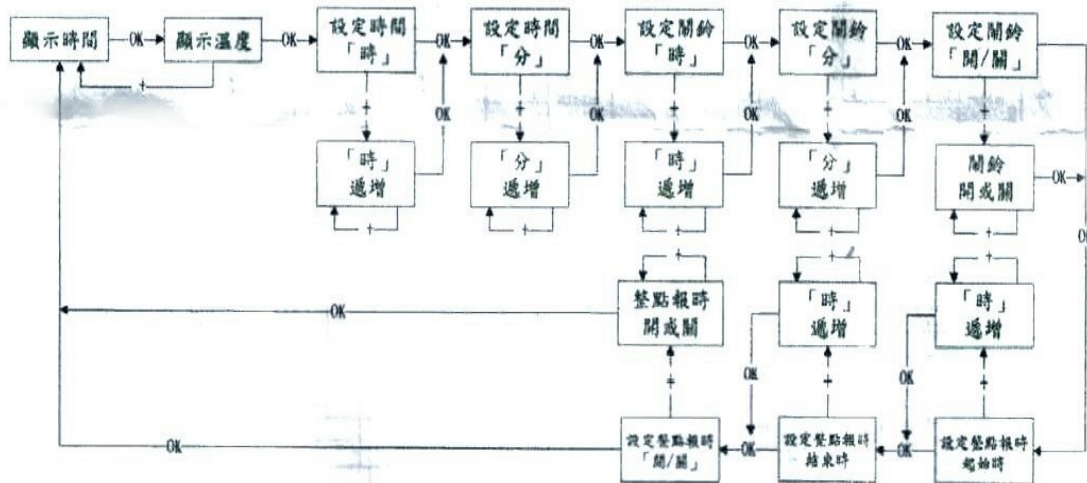 顯示時間
OK
顯示溫度
OK
設定時間
「時」
OK
設定時間
「分」
OK
設定鬧鈴
「時」
OK
設定鬧鈴
「分」
OK
設定鬧鈴
「開/關」
+
+
+
+
+
+
OK
OK
OK
OK
「時」
遞增
「分」
遞增
「時」
遞增
「分」
遞增
鬧鈴
開或關
OK
+
+
+
+
+
OK
+
+
+
整點報時
開或關
「時」
遞增
「時」
遞增
OK
OK
OK
+
+
+
OK
設定整點報時
「開/關」
OK
設定整點報時
結束時
OK
設定整點報時
起始時